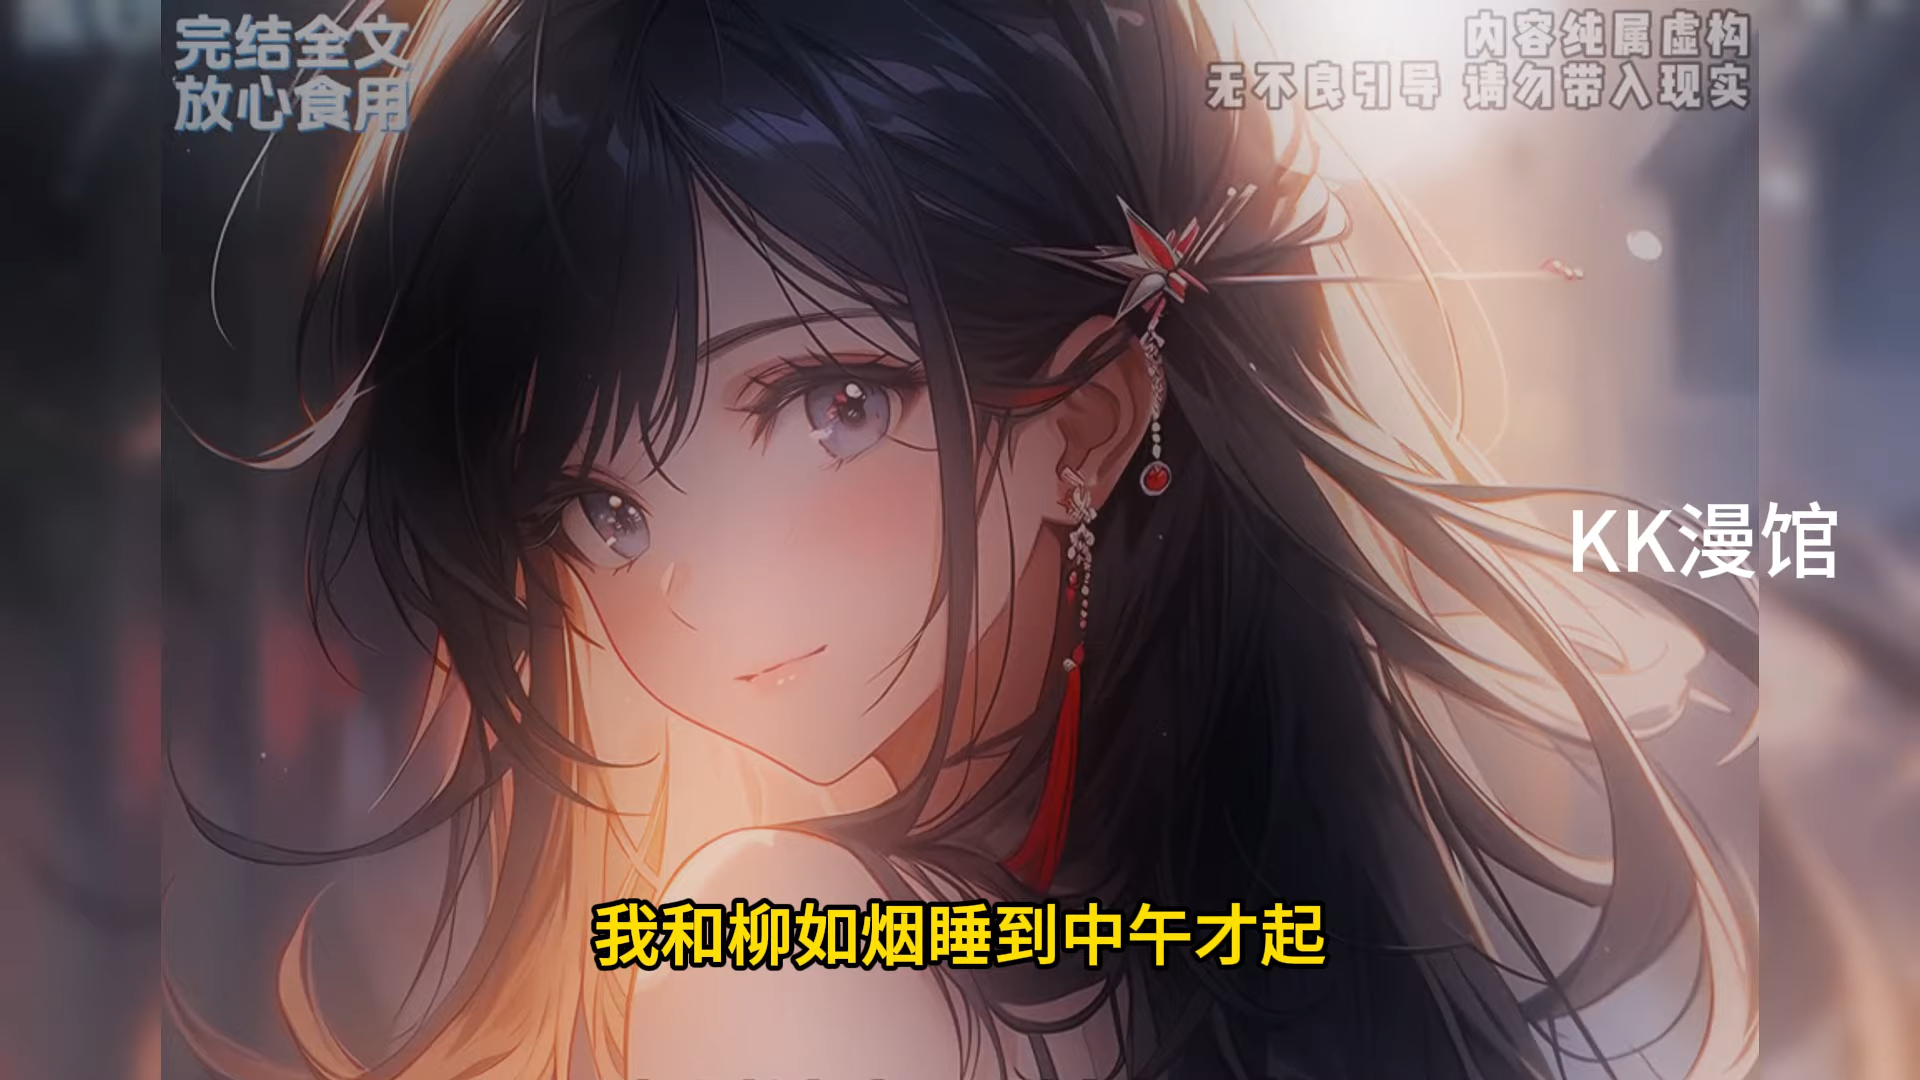 完结全文
放心食用
内容纯属虚构
无不良引导 请勿带入现实
KK漫馆
我和柳如烟睡到中午才起